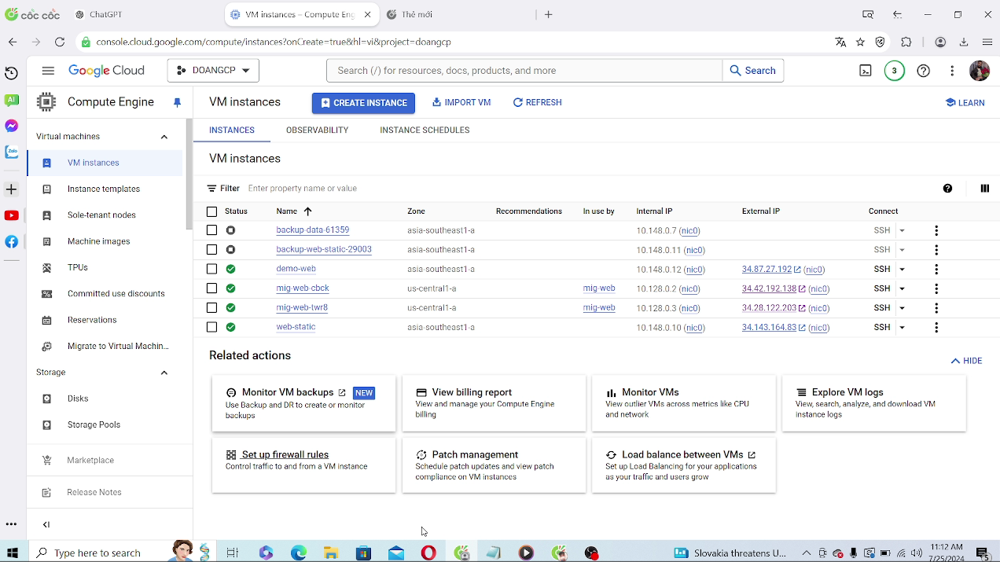 cốc cốc
ChatGPT
VM instances – Compute Eng
Thẻ mới
console.cloud.google.com/compute/instances?onCreate=true&hl=vi&project=doangcp
Google Cloud
DOANGCP
Search (/) for resources, docs, products, and more
Search
3
AI
Zalo
Compute Engine
VM instances
CREATE INSTANCE
IMPORT VM
REFRESH
LEARN
Virtual machines
VM instances
Instance templates
Sole-tenant nodes
Machine images
TPUs
Committed use discounts
Reservations
Migrate to Virtual Machin...
Storage
Disks
Storage Pools
Marketplace
Release Notes
INSTANCES OBSERVABILITY INSTANCE SCHEDULES
VM instances
Filter Enter property name or value
Status Name Zone Recommendations In use by Internal IP External IP Connect
backup-data-61359 asia-southeast1-a 10.148.0.7 (nic0) SSH
backup-web-static-29003 asia-southeast1-a 10.148.0.11 (nic0) SSH
demo-web asia-southeast1-a 10.148.0.12 (nic0) 34.87.27.192 (nic0) SSH
mig-web-cbck us-central1-a mig-web 10.128.0.2 (nic0) 34.42.192.138 (nic0) SSH
mig-web-twr8 us-central1-a mig-web 10.128.0.3 (nic0) 34.28.122.203 (nic0) SSH
web-static asia-southeast1-a 10.148.0.10 (nic0) 34.143.164.83 (nic0) SSH
Related actions
HIDE
Monitor VM backups NEW
Use Backup and DR to create or monitor
backups
View billing report
View and manage your Compute Engine
billing
Monitor VMs
View outlier VMs across metrics like CPU
and network
Explore VM logs
View, search, analyze, and download VM
instance logs
Set up firewall rules
Control traffic to and from a VM instance
Patch management
Schedule patch updates and view patch
compliance on VM instances
Load balance between VMs
Set up Load Balancing for your applications
as your traffic and users grow
Type here to search
Slovakia threatens U...
11:12 AM
7/25/2024
5